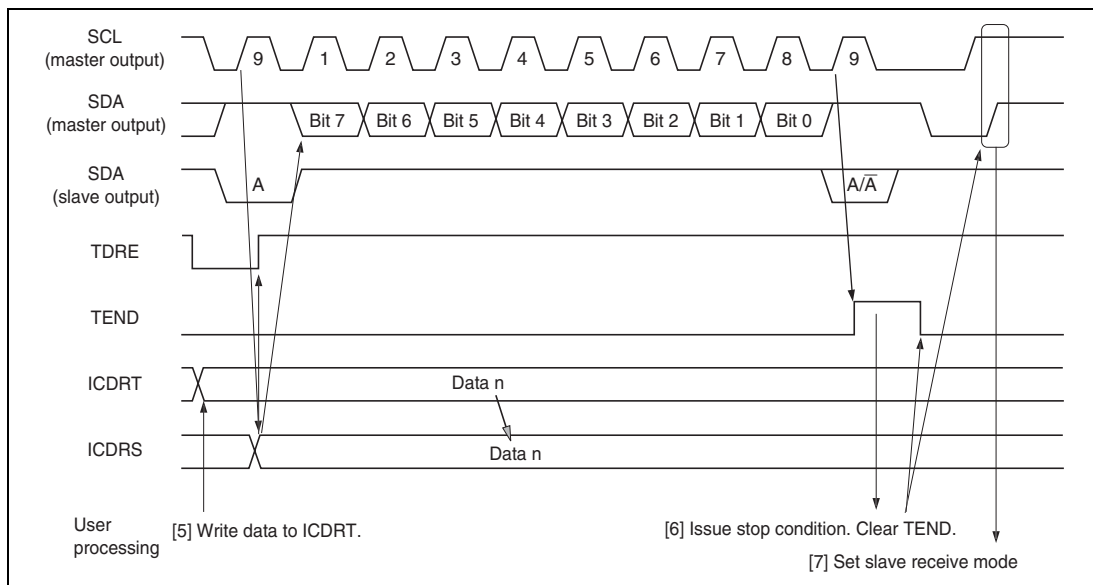 SCL
(master output)
9 1 2 3 4 5 6 7 8 9
SDA
(master output)
Bit 7 Bit 6 Bit 5 Bit 4 Bit 3 Bit 2 Bit 1 Bit 0
SDA
(slave output)
A A/A̅
TDRE
TEND
ICDRT
Data n
ICDRS
Data n
User
processing
[5] Write data to ICDRT.
[6] Issue stop condition. Clear TEND.
[7] Set slave receive mode